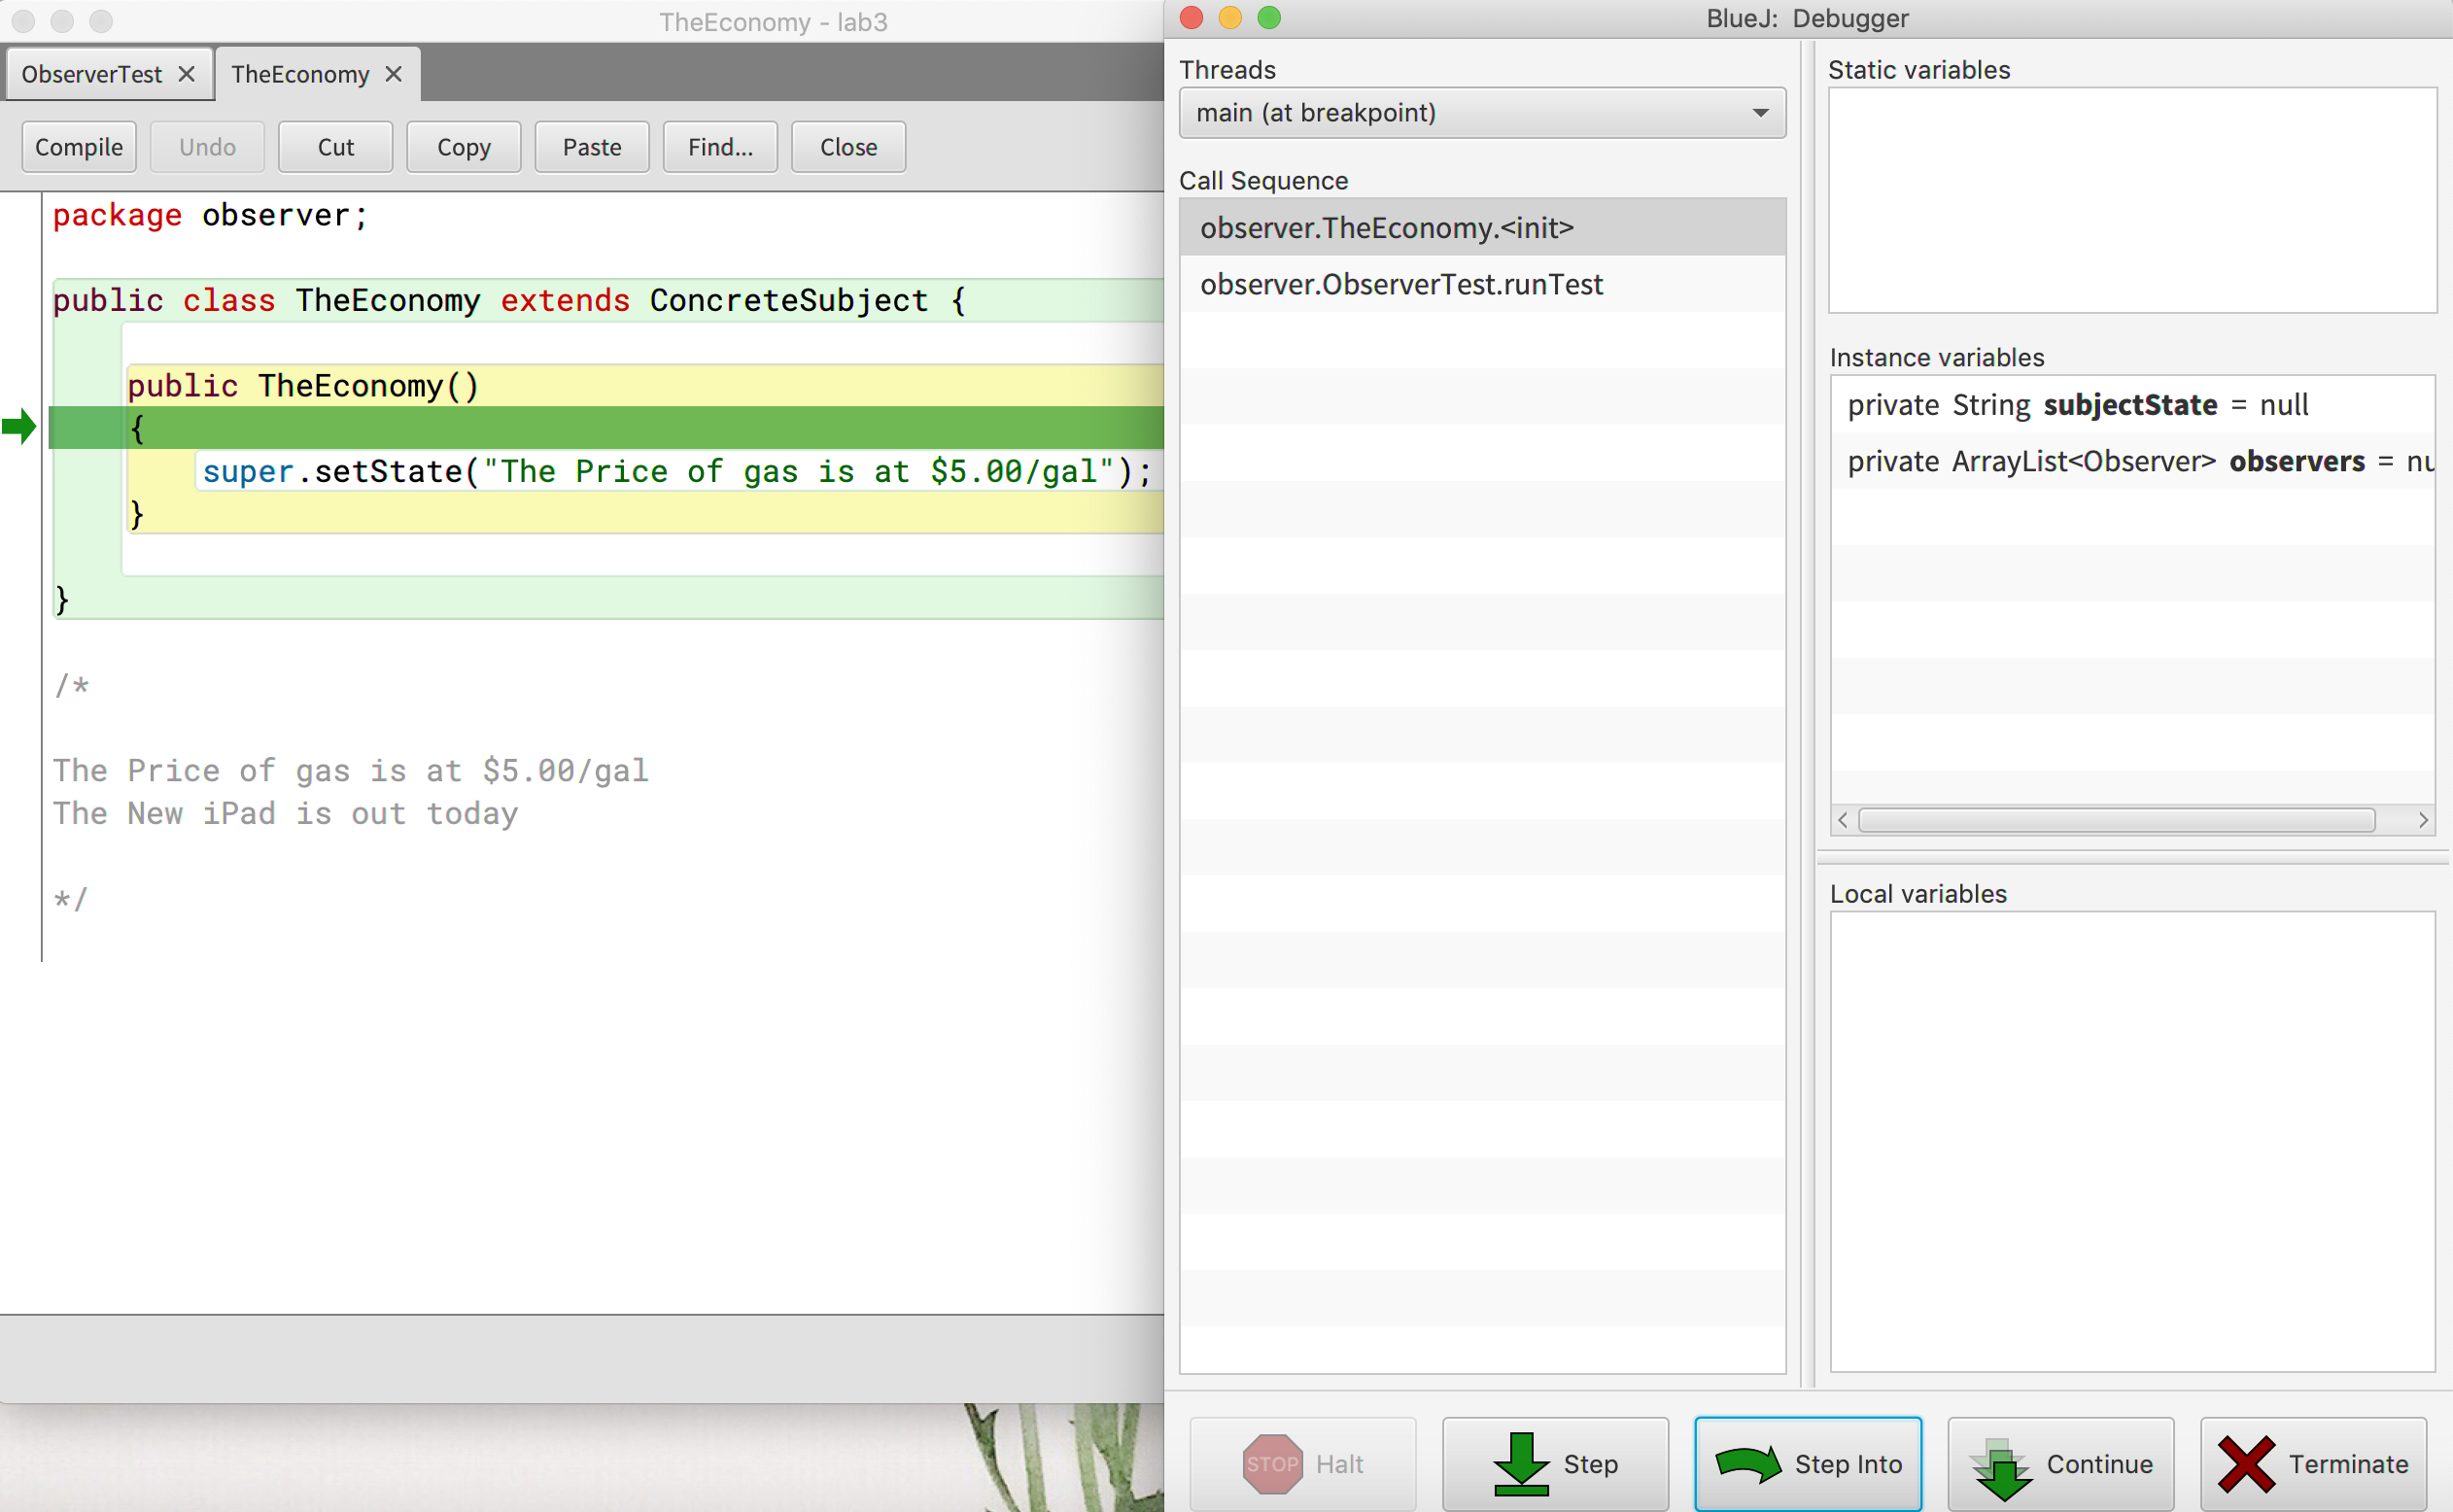 TheEconomy - lab3
ObserverTest
TheEconomy
Compile
Undo
Cut
Copy
Paste
Find...
Close
package observer;
public class TheEconomy extends ConcreteSubject {
public TheEconomy()
{
super.setState("The Price of gas is at $5.00/gal");
}
}
/*
The Price of gas is at $5.00/gal
The New iPad is out today
*/
BlueJ: Debugger
Threads
main (at breakpoint)
Call Sequence
observer.TheEconomy.<init>
observer.ObserverTest.runTest
Static variables
Instance variables
private String subjectState = null
private ArrayList<Observer> observers = nu
Local variables
STOP Halt
Step
Step Into
Continue
Terminate